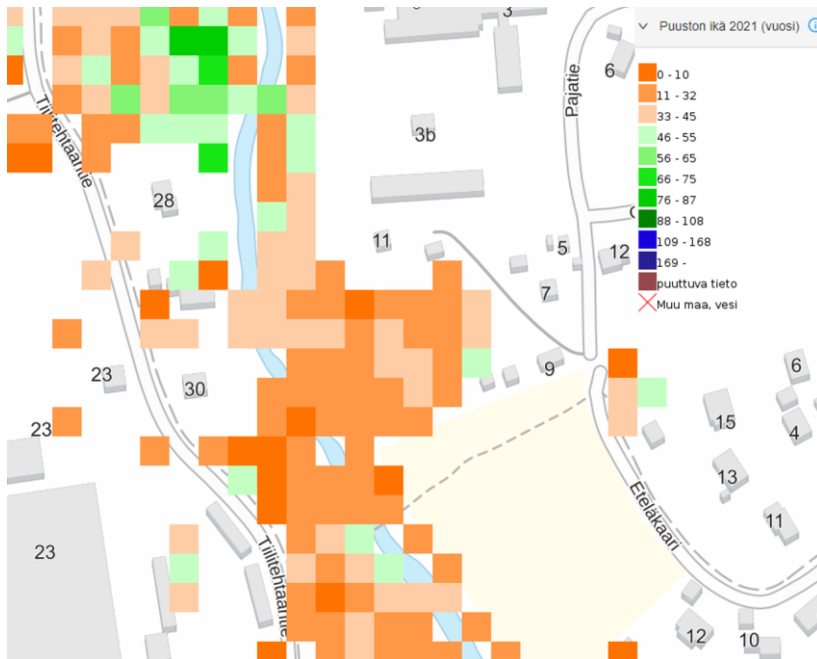 Puuston ikä 2021 (vuosi)
0 - 10
11 - 32
33 - 45
46 - 55
56 - 65
66 - 75
76 - 87
88 - 108
109 - 168
169 -
puuttuva tieto
Muu maa, vesi
3
6
Pajatie
Tiilitehtaantie
3b
28
11
5
12
7
9
23
30
6
15
4
23
13
Eteläkaari
11
23
Tiilitehtaantie
12
10